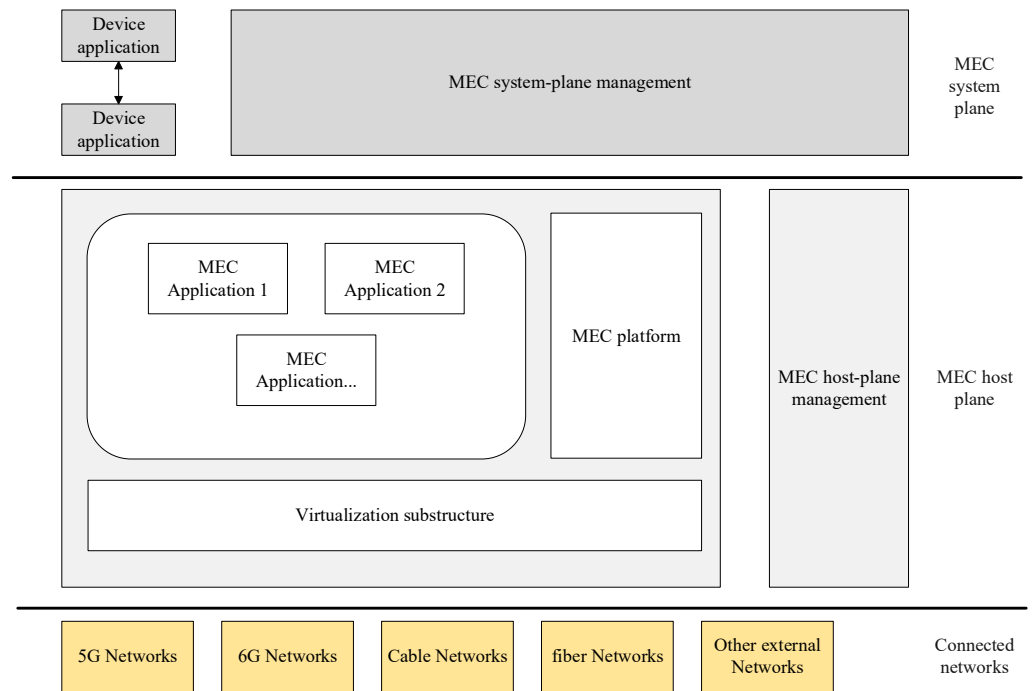 Device
application
Device
application
MEC system-plane management
MEC
system
plane
MEC
Application 1
MEC
Application 2
MEC
Application...
MEC platform
Virtualization substructure
MEC host-plane
management
MEC host
plane
5G Networks
6G Networks
Cable Networks
fiber Networks
Other external
Networks
Connected
networks